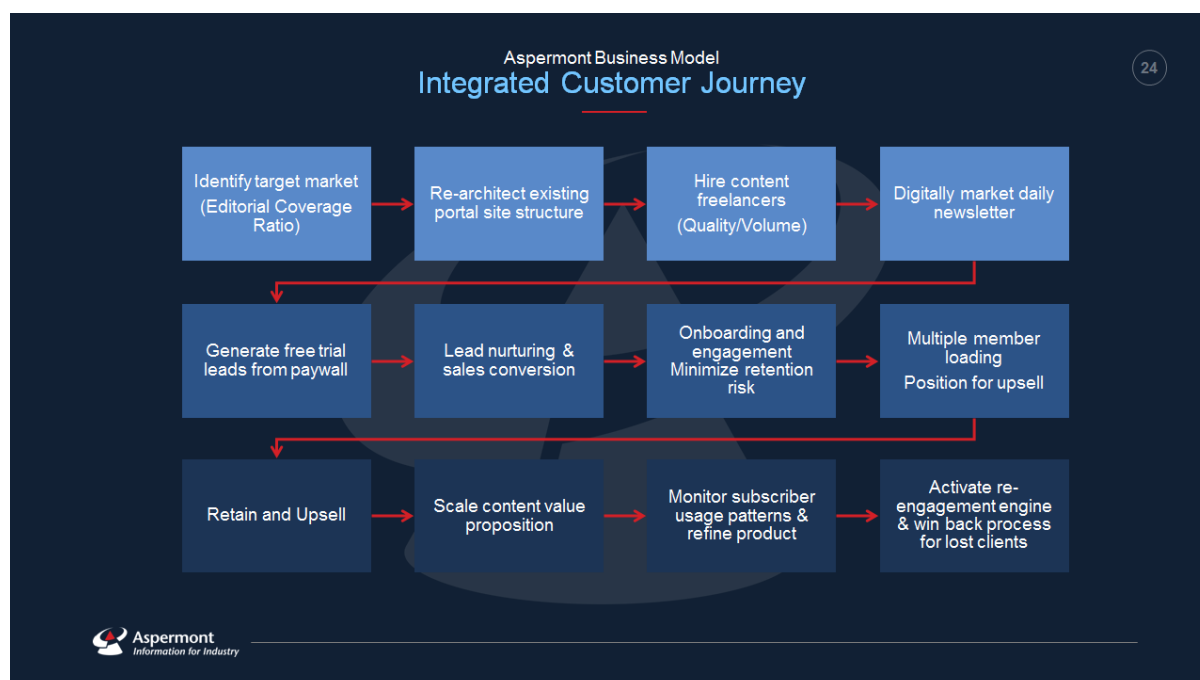 Aspermont Business Model
Integrated Customer Journey
24
Identify target market
(Editorial Coverage
Ratio)
Re-architect existing
portal site structure
Hire content
freelancers
(Quality/Volume)
Digitally market daily
newsletter
Generate free trial
leads from paywall
Lead nurturing &
sales conversion
Onboarding and
engagement
Minimize retention
risk
Multiple member
loading
Position for upsell
Retain and Upsell
Scale content value
proposition
Monitor subscriber
usage patterns &
refine product
Activate re-
engagement engine
& win back process
for lost clients
Aspermont
Information for Industry